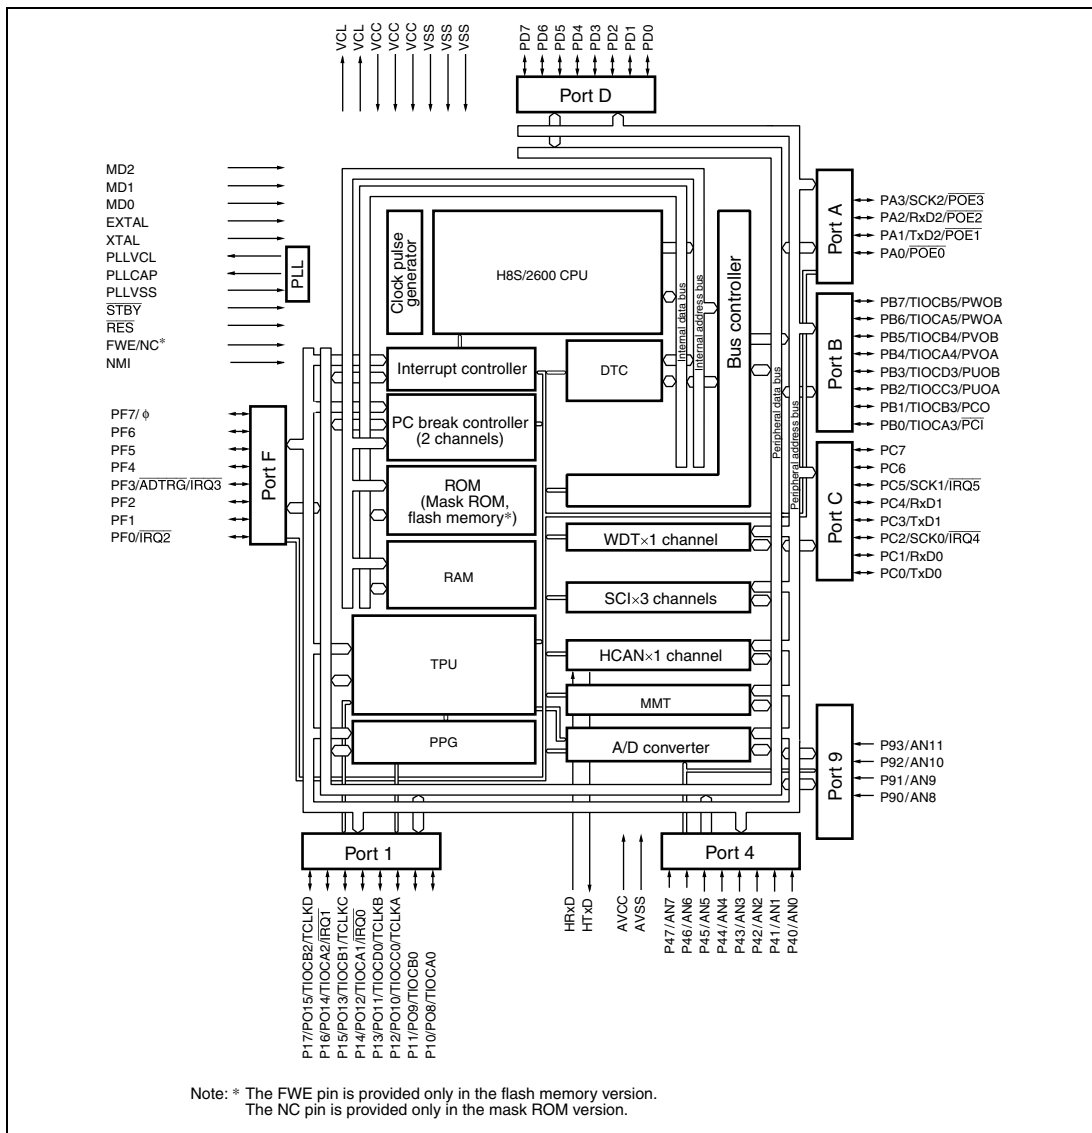 VCL
VCL
VCC
VCC
VCC
VSS
VSS
VSS
PD7
PD6
PD5
PD4
PD3
PD2
PD1
PD0
Port D
MD2
MD1
MD0
EXTAL
XTAL
PLLVCL
PLLCAP
PLLVSS
STBY
RES
FWE/NC*
NMI
PLL
Clock pulse
generator
H8S/2600 CPU
Internal data bus
Internal address bus
Bus controller
Interrupt controller
DTC
PC break controller
(2 channels)
ROM
(Mask ROM,
flash memory*)
RAM
WDT×1 channel
SCI×3 channels
TPU
HCAN×1 channel
MMT
PPG
A/D converter
Peripheral data bus
Peripheral address bus
Port A
PA3/SCK2/POE3
PA2/RxD2/POE2
PA1/TxD2/POE1
PA0/POE0
Port B
PB7/TIOCB5/PWOB
PB6/TIOCA5/PWOA
PB5/TIOCB4/PVOB
PB4/TIOCA4/PVOA
PB3/TIOCD3/PUOB
PB2/TIOCC3/PUOA
PB1/TIOCB3/PCO
PB0/TIOCA3/PCI
Port C
PC7
PC6
PC5/SCK1/IRQ5
PC4/RxD1
PC3/TxD1
PC2/SCK0/IRQ4
PC1/RxD0
PC0/TxD0
PF7/ϕ
PF6
PF5
PF4
PF3/ADTRG/IRQ3
PF2
PF1
PF0/IRQ2
Port F
Port 9
P93/AN11
P92/AN10
P91/AN9
P90/AN8
Port 1
Port 4
P17/PO15/TIOCB2/TCLKD
P16/PO14/TIOCA2/IRQ1
P15/PO13/TIOCB1/TCLKC
P14/PO12/TIOCA1/IRQ0
P13/PO11/TIOCD0/TCLKB
P12/PO10/TIOCC0/TCLKA
P11/PO9/TIOCB0
P10/PO8/TIOCA0
HRxD
HTxD
AVCC
AVSS
P47/AN7
P46/AN6
P45/AN5
P44/AN4
P43/AN3
P42/AN2
P41/AN1
P40/AN0
Note: * The FWE pin is provided only in the flash memory version.
The NC pin is provided only in the mask ROM version.